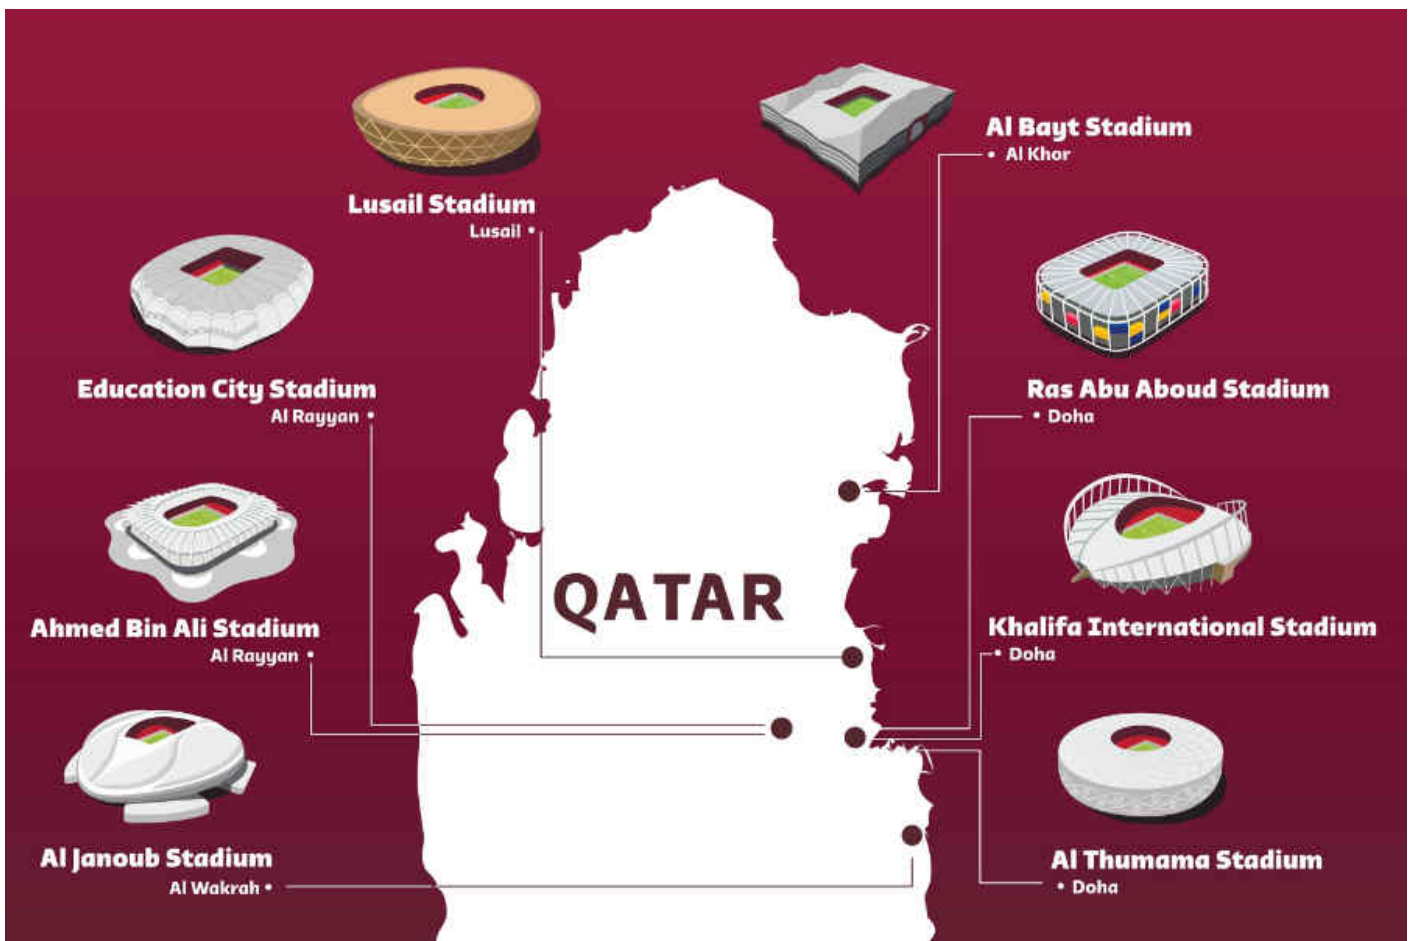 Lusail Stadium
Lusail •
Al Bayt Stadium
• Al Khor
Education City Stadium
Al Rayyan •
Ras Abu Aboud Stadium
• Doha
Ahmed Bin Ali Stadium
Al Rayyan •
QATAR
Khalifa International Stadium
• Doha
Al Janoub Stadium
Al Wakrah •
Al Thumama Stadium
• Doha